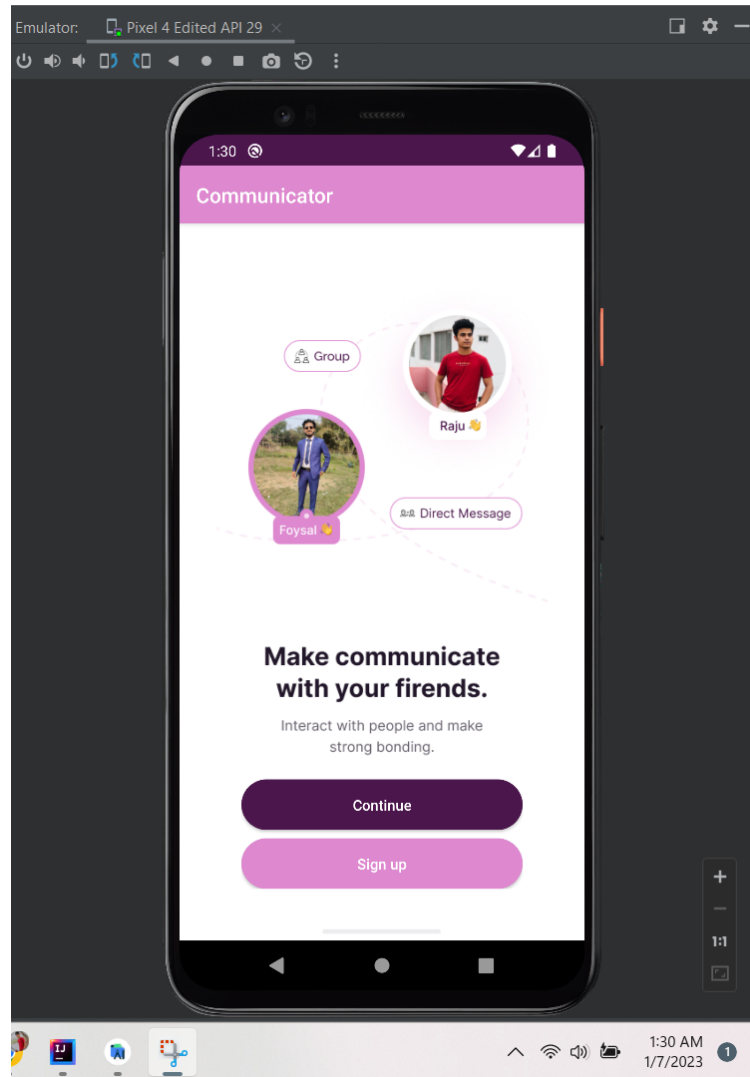 Emulator:
Pixel 4 Edited API 29
1:30
Communicator
Group
Raju 👋
Foysal 👋
Direct Message
Make communicate
with your firends.
Interact with people and make
strong bonding.
Continue
Sign up
1:1
IJ
1:30 AM
1/7/2023
1